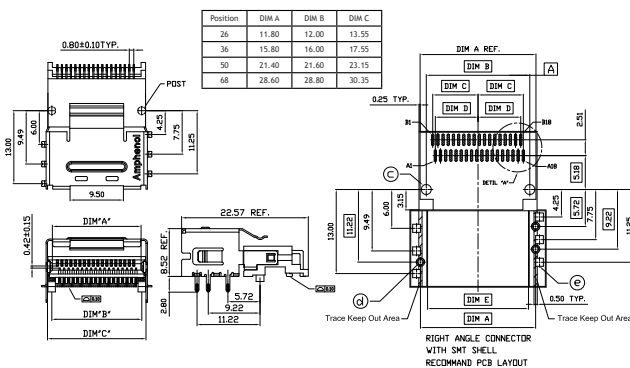 Position DIM A DIM B DIM C
26 11.80 12.00 13.55
36 15.80 16.00 17.55
50 21.40 21.60 23.15
68 28.60 28.80 30.35
0.80±0.10TYP.
POST
13.00
9.49
6.00
4.25
7.75
11.25
Amphenol
9.50
0.42±0.15
DIM"A"
DIM"B"
DIM"C"
22.57 REF.
8.52 REF.
2.80
5.72
9.22
11.22
DIM A REF.
DIM B
A
DIM C DIM C
0.25 TYP.
DIM D DIM D
B1 B18
A1 A18
2.51
5.18
DETIL "A"
c
13.00
11.22
9.49
6.00
3.15
4.25
5.72
7.75
9.22
11.25
d
e
DIM E
0.50 TYP.
Trace Keep Out Area
DIM A
Trace Keep Out Area
RIGHT ANGLE CONNECTOR
WITH SMT SHELL
RECOMMAND PCB LAYOUT